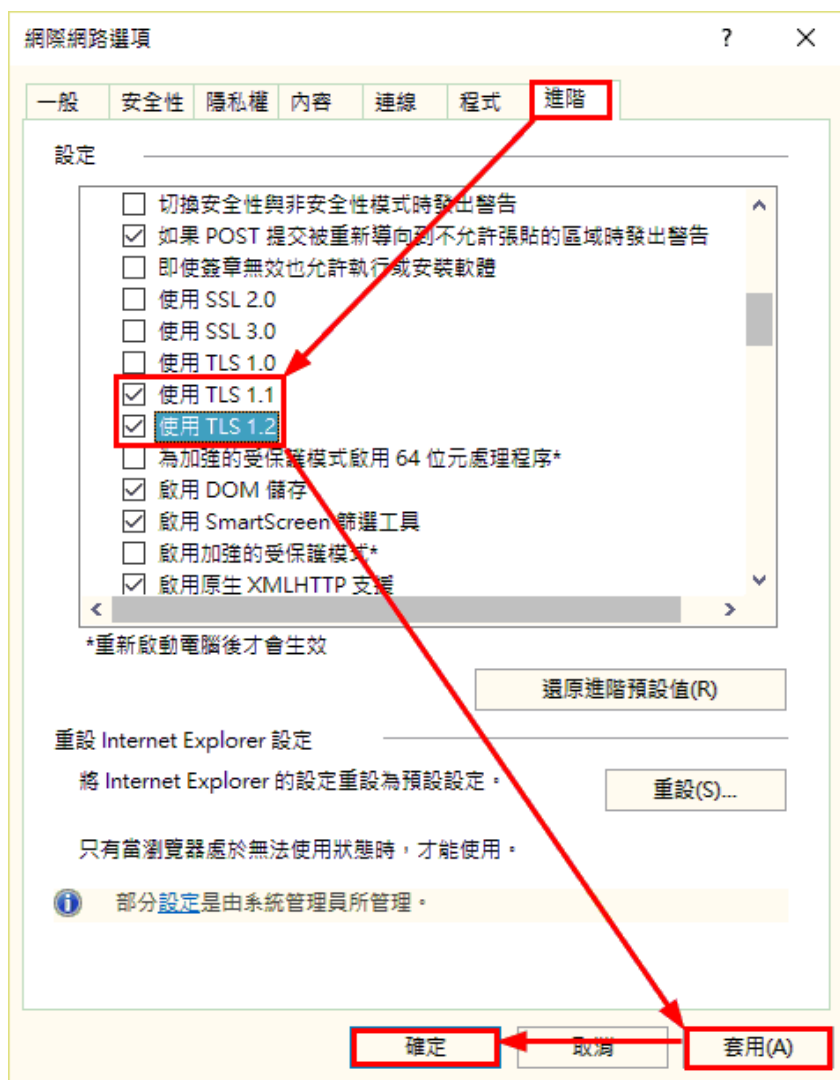 網際網路選項 ?
一般 安全性 隱私權 內容 連線 程式 進階
設定
切換安全性與非安全性模式時發出警告
如果 POST 提交被重新導向到不允許張貼的區域時發出警告
即使簽章無效也允許執行或安裝軟體
使用 SSL 2.0
使用 SSL 3.0
使用 TLS 1.0
使用 TLS 1.1
使用 TLS 1.2
為加強的受保護模式啟用 64 位元處理程序*
啟用 DOM 儲存
啟用 SmartScreen 篩選工具
啟用加強的受保護模式*
啟用原生 XMLHTTP 支援
*重新啟動電腦後才會生效
還原進階預設值(R)
重設 Internet Explorer 設定
將 Internet Explorer 的設定重設為預設設定。
重設(S)...
只有當瀏覽器處於無法使用狀態時，才能使用。
部分設定是由系統管理員所管理。
確定 取消 套用(A)